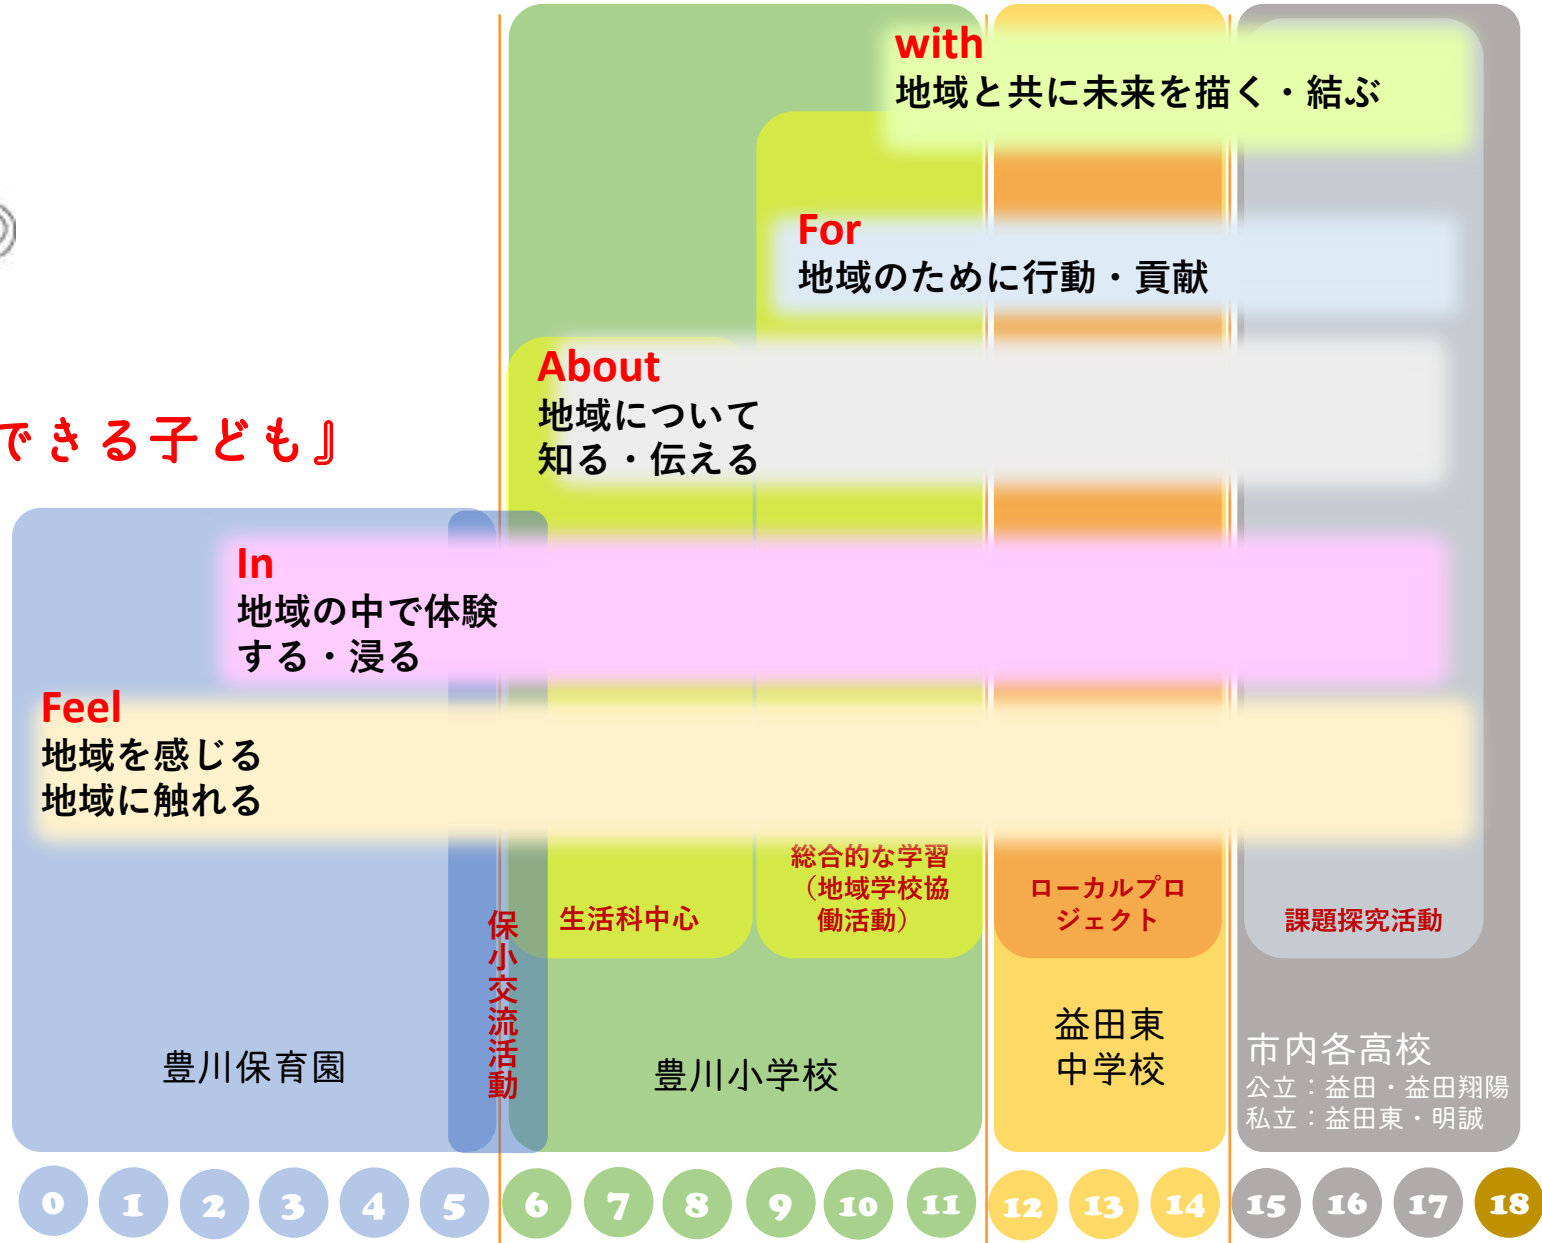 with
地域と共に未来を描く・結ぶ
For
地域のために行動・貢献
About
地域について
知る・伝える
できる子ども』
In
地域の中で体験
する・浸る
Feel
地域を感じる
地域に触れる
総合的な学習
（地域学校協
働活動）
生活科中心
ローカルプロ
ジェクト
課題探究活動
保小交流活動
豊川保育園
豊川小学校
益田東
中学校
市内各高校
公立：益田・益田翔陽
私立：益田東・明誠
0 1 2 3 4 5 6 7 8 9 10 11 12 13 14 15 16 17 18